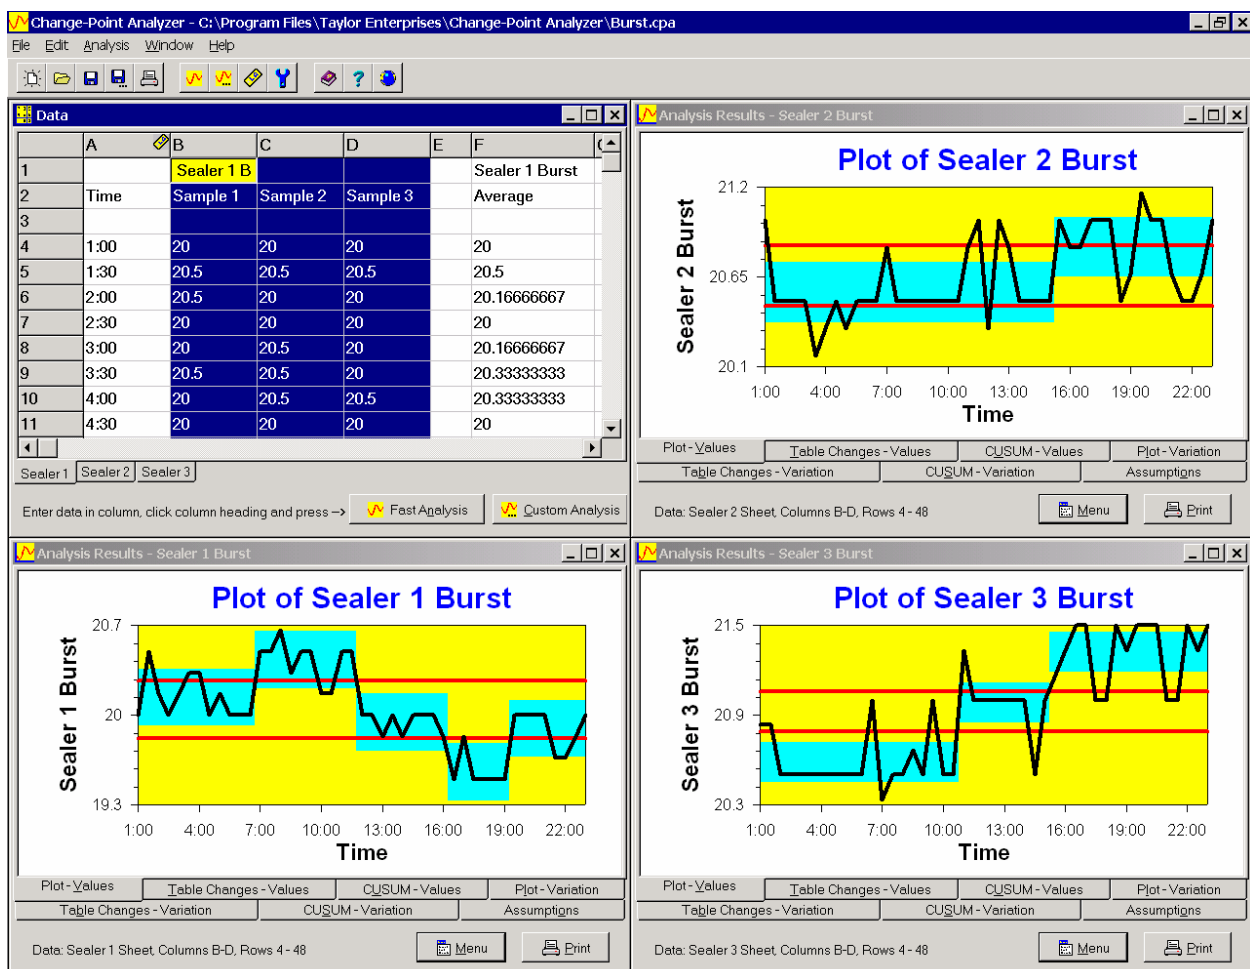 Change-Point Analyzer - C:\Program Files\Taylor Enterprises\Change-Point Analyzer\Burst.cpa
File Edit Analysis Window Help
Data
A B C D E F
1 Sealer 1 B Sealer 1 Burst
2 Time Sample 1 Sample 2 Sample 3 Average
3
4 1:00 20 20 20 20
5 1:30 20.5 20.5 20.5 20.5
6 2:00 20.5 20 20 20.16666667
7 2:30 20 20 20 20
8 3:00 20 20.5 20 20.16666667
9 3:30 20.5 20.5 20 20.33333333
10 4:00 20 20.5 20.5 20.33333333
11 4:30 20 20 20 20
Sealer 1 Sealer 2 Sealer 3
Enter data in column, click column heading and press -> Fast Analysis Custom Analysis
Analysis Results - Sealer 2 Burst
Plot of Sealer 2 Burst
Sealer 2 Burst
21.2
20.65
20.1
1:00 4:00 7:00 10:00 13:00 16:00 19:00 22:00
Time
Plot-Values Table Changes - Values CUSUM - Values Plot - Variation
Table Changes - Variation CUSUM - Variation Assumptions
Data: Sealer 2 Sheet, Columns B-D, Rows 4 - 48 Menu Print
Analysis Results - Sealer 1 Burst
Plot of Sealer 1 Burst
Sealer 1 Burst
20.7
20
19.3
1:00 4:00 7:00 10:00 13:00 16:00 19:00 22:00
Time
Plot-Values Table Changes - Values CUSUM - Values Plot - Variation
Table Changes - Variation CUSUM - Variation Assumptions
Data: Sealer 1 Sheet, Columns B-D, Rows 4 - 48 Menu Print
Analysis Results - Sealer 3 Burst
Plot of Sealer 3 Burst
Sealer 3 Burst
21.5
20.9
20.3
1:00 4:00 7:00 10:00 13:00 16:00 19:00 22:00
Time
Plot-Values Table Changes - Values CUSUM - Values Plot - Variation
Table Changes - Variation CUSUM - Variation Assumptions
Data: Sealer 3 Sheet, Columns B-D, Rows 4 - 48 Menu Print